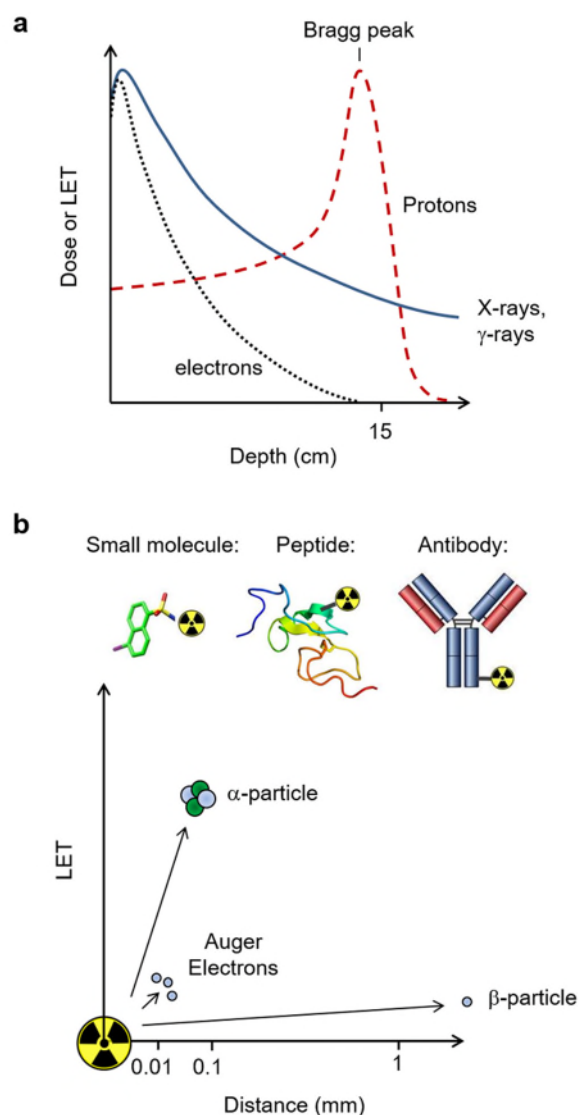 a
Bragg peak
Dose or LET
Protons
X-rays,
γ-rays
electrons
15
Depth (cm)
b
Small molecule:
Peptide:
Antibody:
LET
α-particle
Auger
Electrons
β-particle
0.01
0.1
1
Distance (mm)